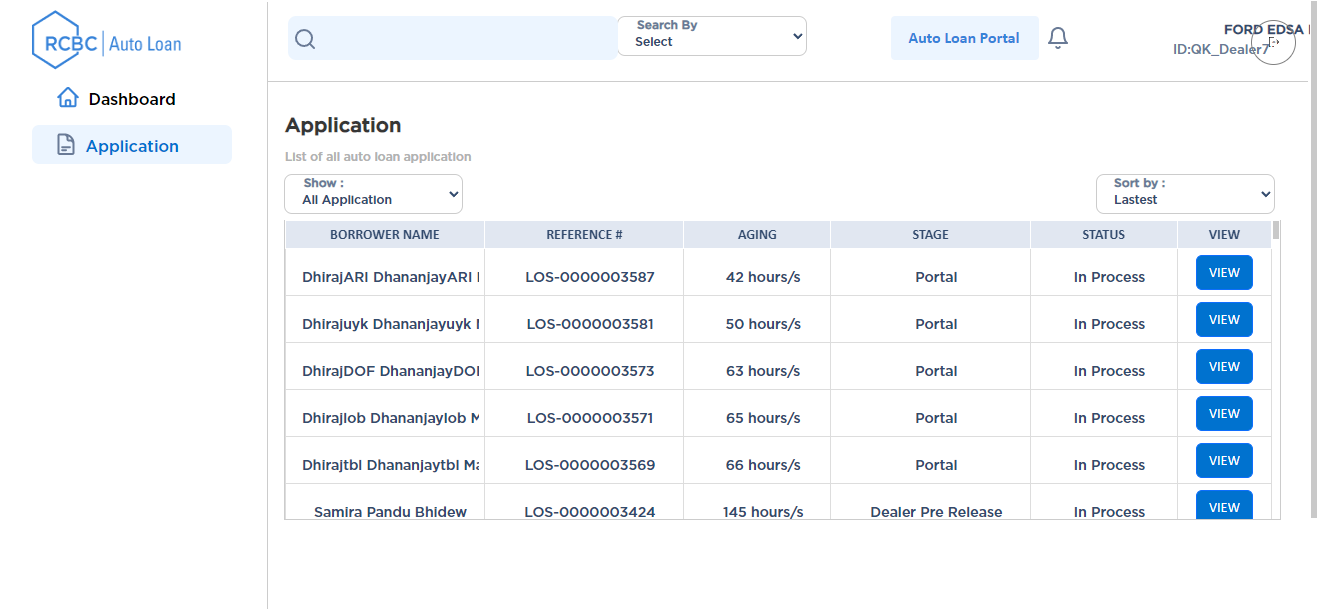 RCBC Auto Loan
Dashboard
Application
Search By
Select
Auto Loan Portal
FORD EDSA
ID:QK_Dealer7
Application
List of all auto loan application
Show :
All Application
Sort by :
Lastest
BORROWER NAME REFERENCE # AGING STAGE STATUS VIEW
DhirajARI DhananjayARI LOS-0000003587 42 hours/s Portal In Process VIEW
Dhirajuyk Dhananjayuyk LOS-0000003581 50 hours/s Portal In Process VIEW
DhirajDOF DhananjayDO LOS-0000003573 63 hours/s Portal In Process VIEW
Dhirajlob Dhananjaylob M LOS-0000003571 65 hours/s Portal In Process VIEW
Dhirajtbl Dhananjaytbl Ma LOS-0000003569 66 hours/s Portal In Process VIEW
Samira Pandu Bhidew LOS-0000003424 145 hours/s Dealer Pre Release In Process VIEW